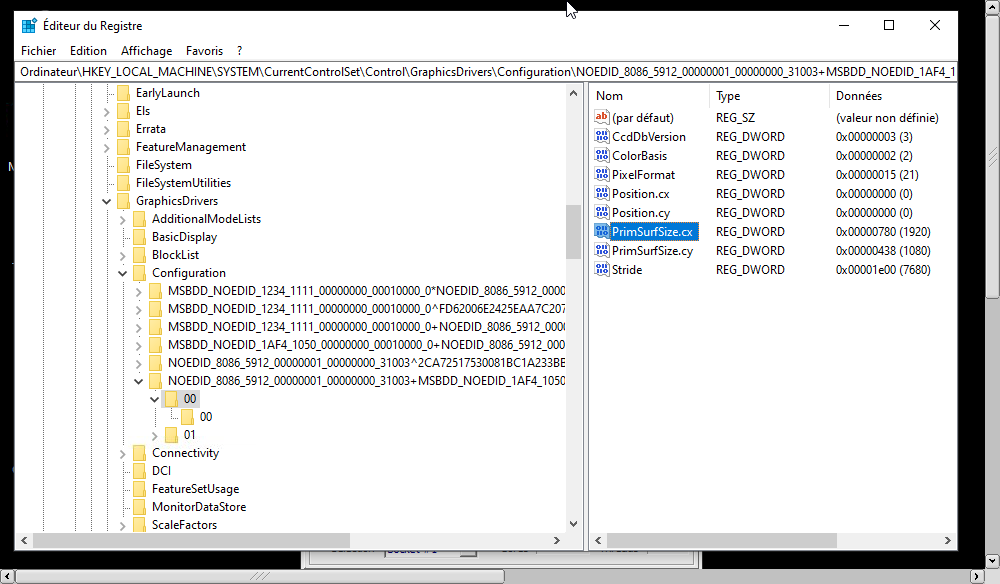 Éditeur du Registre
Fichier Edition Affichage Favoris ?
Ordinateur\HKEY_LOCAL_MACHINE\SYSTEM\CurrentControlSet\Control\GraphicsDrivers\Configuration\NOEDID_8086_5912_00000001_00000000_31003+MSBDD_NOEDID_1AF4_1
EarlyLaunch
Els
Errata
FeatureManagement
FileSystem
FileSystemUtilities
GraphicsDrivers
AdditionalModeLists
BasicDisplay
BlockList
Configuration
MSBDD_NOEDID_1234_1111_00000000_00010000_0*NOEDID_8086_5912_0000
MSBDD_NOEDID_1234_1111_00000000_00010000_0^FD62006E2425EAA7C207
MSBDD_NOEDID_1234_1111_00000000_00010000_0+NOEDID_8086_5912_000
MSBDD_NOEDID_1AF4_1050_00000000_00010000_0+NOEDID_8086_5912_000
NOEDID_8086_5912_00000001_00000000_31003^2CA72517530081BC1A233BE
NOEDID_8086_5912_00000001_00000000_31003+MSBDD_NOEDID_1AF4_1050
00
00
01
Connectivity
DCI
FeatureSetUsage
MonitorDataStore
ScaleFactors
Nom Type Données
(par défaut) REG_SZ (valeur non définie)
CcdDbVersion REG_DWORD 0x00000003 (3)
ColorBasis REG_DWORD 0x00000002 (2)
PixelFormat REG_DWORD 0x00000015 (21)
Position.cx REG_DWORD 0x00000000 (0)
Position.cy REG_DWORD 0x00000000 (0)
PrimSurfSize.cx REG_DWORD 0x00000780 (1920)
PrimSurfSize.cy REG_DWORD 0x00000438 (1080)
Stride REG_DWORD 0x00001e00 (7680)